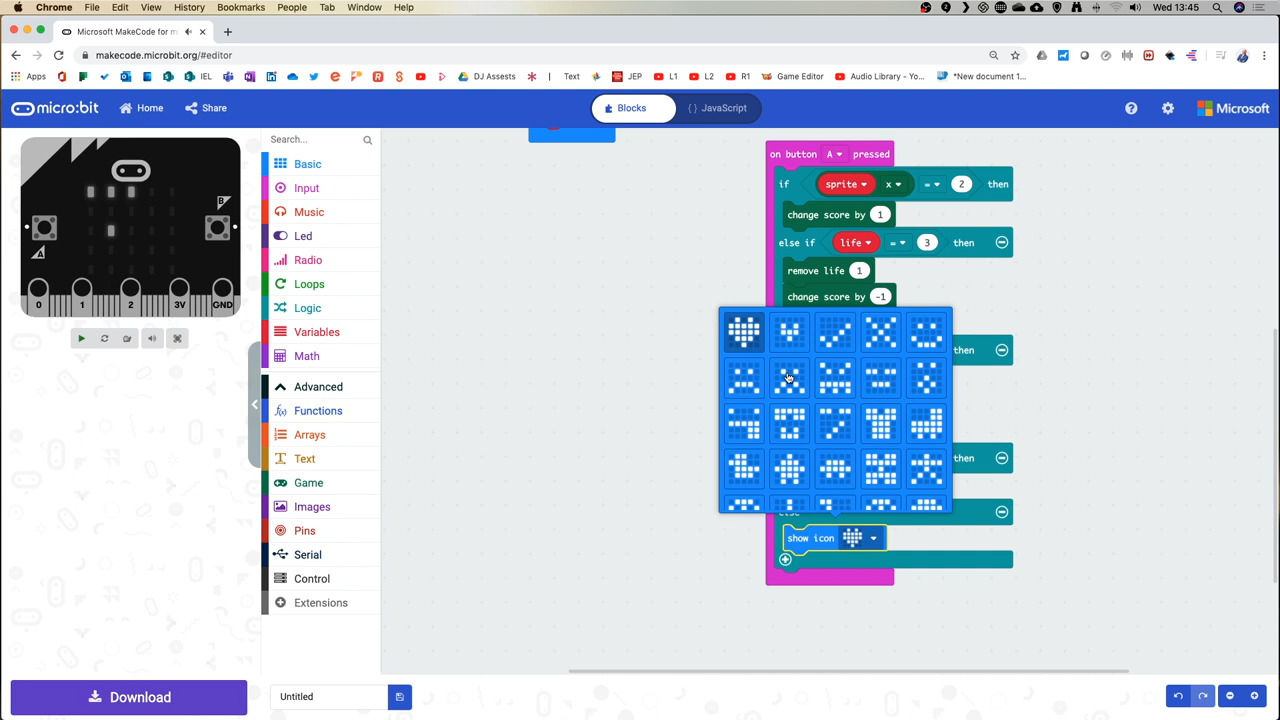 Chrome File Edit View History Bookmarks People Tab Window Help Wed 13:45
Microsoft MakeCode for m
makecode.microbit.org/#editor
Apps IEL DJ Assests Text JEP L1 L2 R1 Game Editor Audio Library - Yo... *New document 1...
micro:bit Home Share Blocks { } JavaScript ? Microsoft
Search...
Basic
Input
Music
Led
Radio
Loops
Logic
Variables
Math
Advanced
Functions
Arrays
Text
Game
Images
Pins
Serial
Control
Extensions
B
A
0 1 2 3V GND
on button A pressed
if sprite x = 2 then
change score by 1
else if life = 3 then
remove life 1
change score by -1
then
then
else
show icon
Download
Untitled